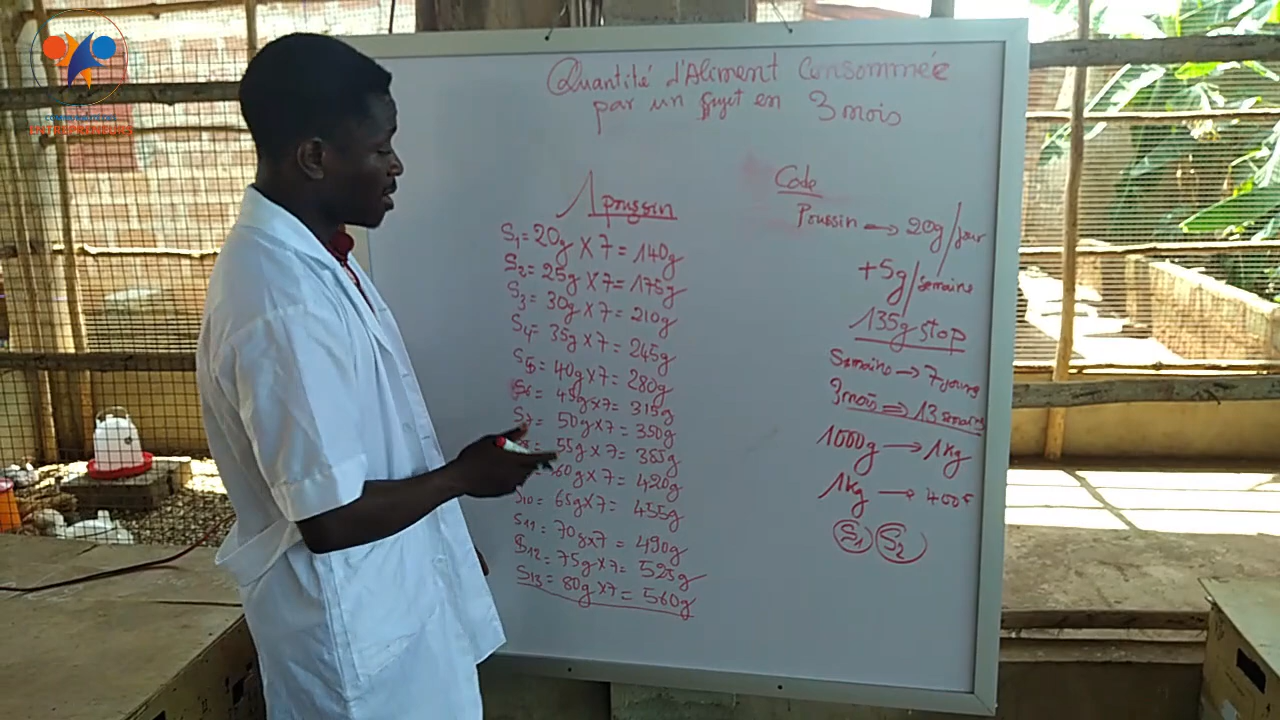 ENTREPRENEURS
Quantité d'Aliment Consommée
par un sujet en 3 mois
1 poussin
S1= 20g X 7 = 140g
S2= 25g X 7= 175g
S3= 30g X 7= 210g
S4= 35g X 7= 245g
S5= 40g X 7= 280g
S6= 45g X 7= 315g
S7= 50g X 7= 350g
55g X 7= 385g
60g X 7 = 420g
S10= 65g X 7= 455g
S11= 70g X 7 = 490g
S12= 75g X 7= 525g
S13= 80g X 7= 560g
Code
Poussin → 20g/jour
+5g/semaine
135g stop
Semaine → 7 jours
3 mois ⇒ 13 semaines
1000g → 1kg
1kg → 400F
S1 S2